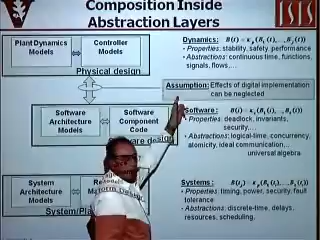 Composition Inside
Abstraction Layers
ISIS
Plant Dynamics
Models
Controller
Models
Physical design
Dynamics:
• Properties: stability, safety, performance
• Abstractions: continuous time, functions,
signals, flows,...
Assumption: Effects of digital implementation
can be neglected
Software
Architecture
Models
Software
Component
Code
Software:
• Properties: deadlock, invariants,
security,...
• Abstractions: logical-time, concurrency,
atomicity, ideal communication...
universal algebra
System
Architecture
Models
Systems:
• Properties: timing, power, security, fault
tolerance
• Abstractions: discrete-time, delays,
resources, scheduling,